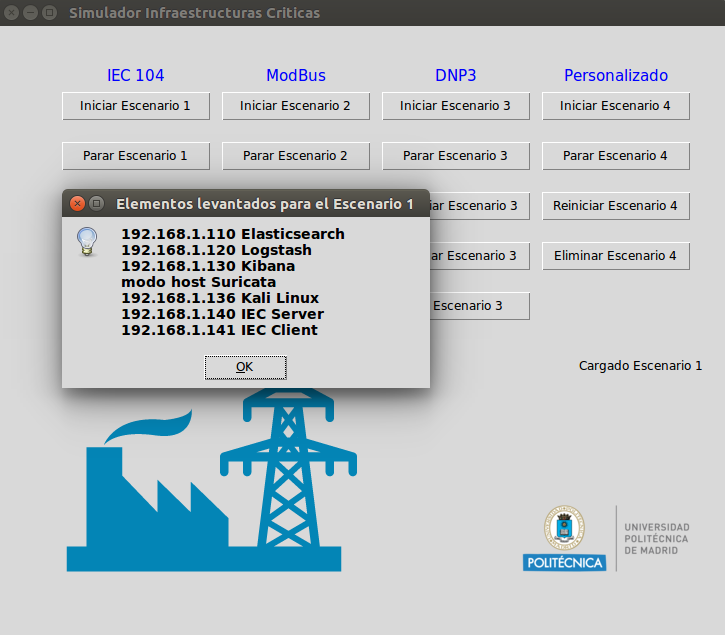 Simulador Infraestructuras Criticas
IEC 104
ModBus
DNP3
Personalizado
Iniciar Escenario 1
Iniciar Escenario 2
Iniciar Escenario 3
Iniciar Escenario 4
Parar Escenario 1
Parar Escenario 2
Parar Escenario 3
Parar Escenario 4
Elementos levantados para el Escenario 1
192.168.1.110 Elasticsearch
192.168.1.120 Logstash
192.168.1.130 Kibana
modo host Suricata
192.168.1.136 Kali Linux
192.168.1.140 IEC Server
192.168.1.141 IEC Client
OK
iar Escenario 3
Reiniciar Escenario 4
ar Escenario 3
Eliminar Escenario 4
Escenario 3
Cargado Escenario 1
POLITÉCNICA
UNIVERSIDAD
POLITÉCNICA
DE MADRID